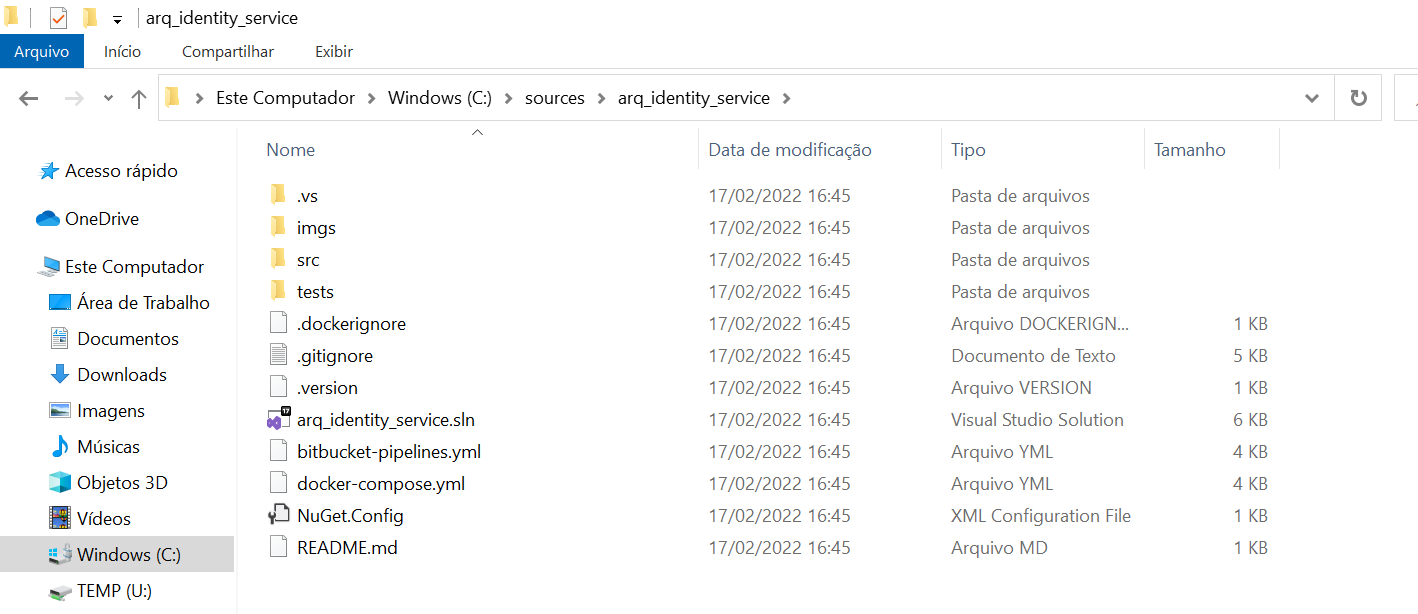 arq_identity_service
Arquivo Início Compartilhar Exibir
Este Computador Windows (C:) sources arq_identity_service
Nome Data de modificação Tipo Tamanho
Acesso rápido
OneDrive
Este Computador
Área de Trabalho
Documentos
Downloads
Imagens
Músicas
Objetos 3D
Vídeos
Windows (C:)
TEMP (U:)
.vs 17/02/2022 16:45 Pasta de arquivos
imgs 17/02/2022 16:45 Pasta de arquivos
src 17/02/2022 16:45 Pasta de arquivos
tests 17/02/2022 16:45 Pasta de arquivos
.dockerignore 17/02/2022 16:45 Arquivo DOCKERIGN... 1 KB
.gitignore 17/02/2022 16:45 Documento de Texto 5 KB
.version 17/02/2022 16:45 Arquivo VERSION 1 KB
17 arq_identity_service.sln 17/02/2022 16:45 Visual Studio Solution 6 KB
bitbucket-pipelines.yml 17/02/2022 16:45 Arquivo YML 4 KB
docker-compose.yml 17/02/2022 16:45 Arquivo YML 4 KB
NuGet.Config 17/02/2022 16:45 XML Configuration File 1 KB
README.md 17/02/2022 16:45 Arquivo MD 1 KB